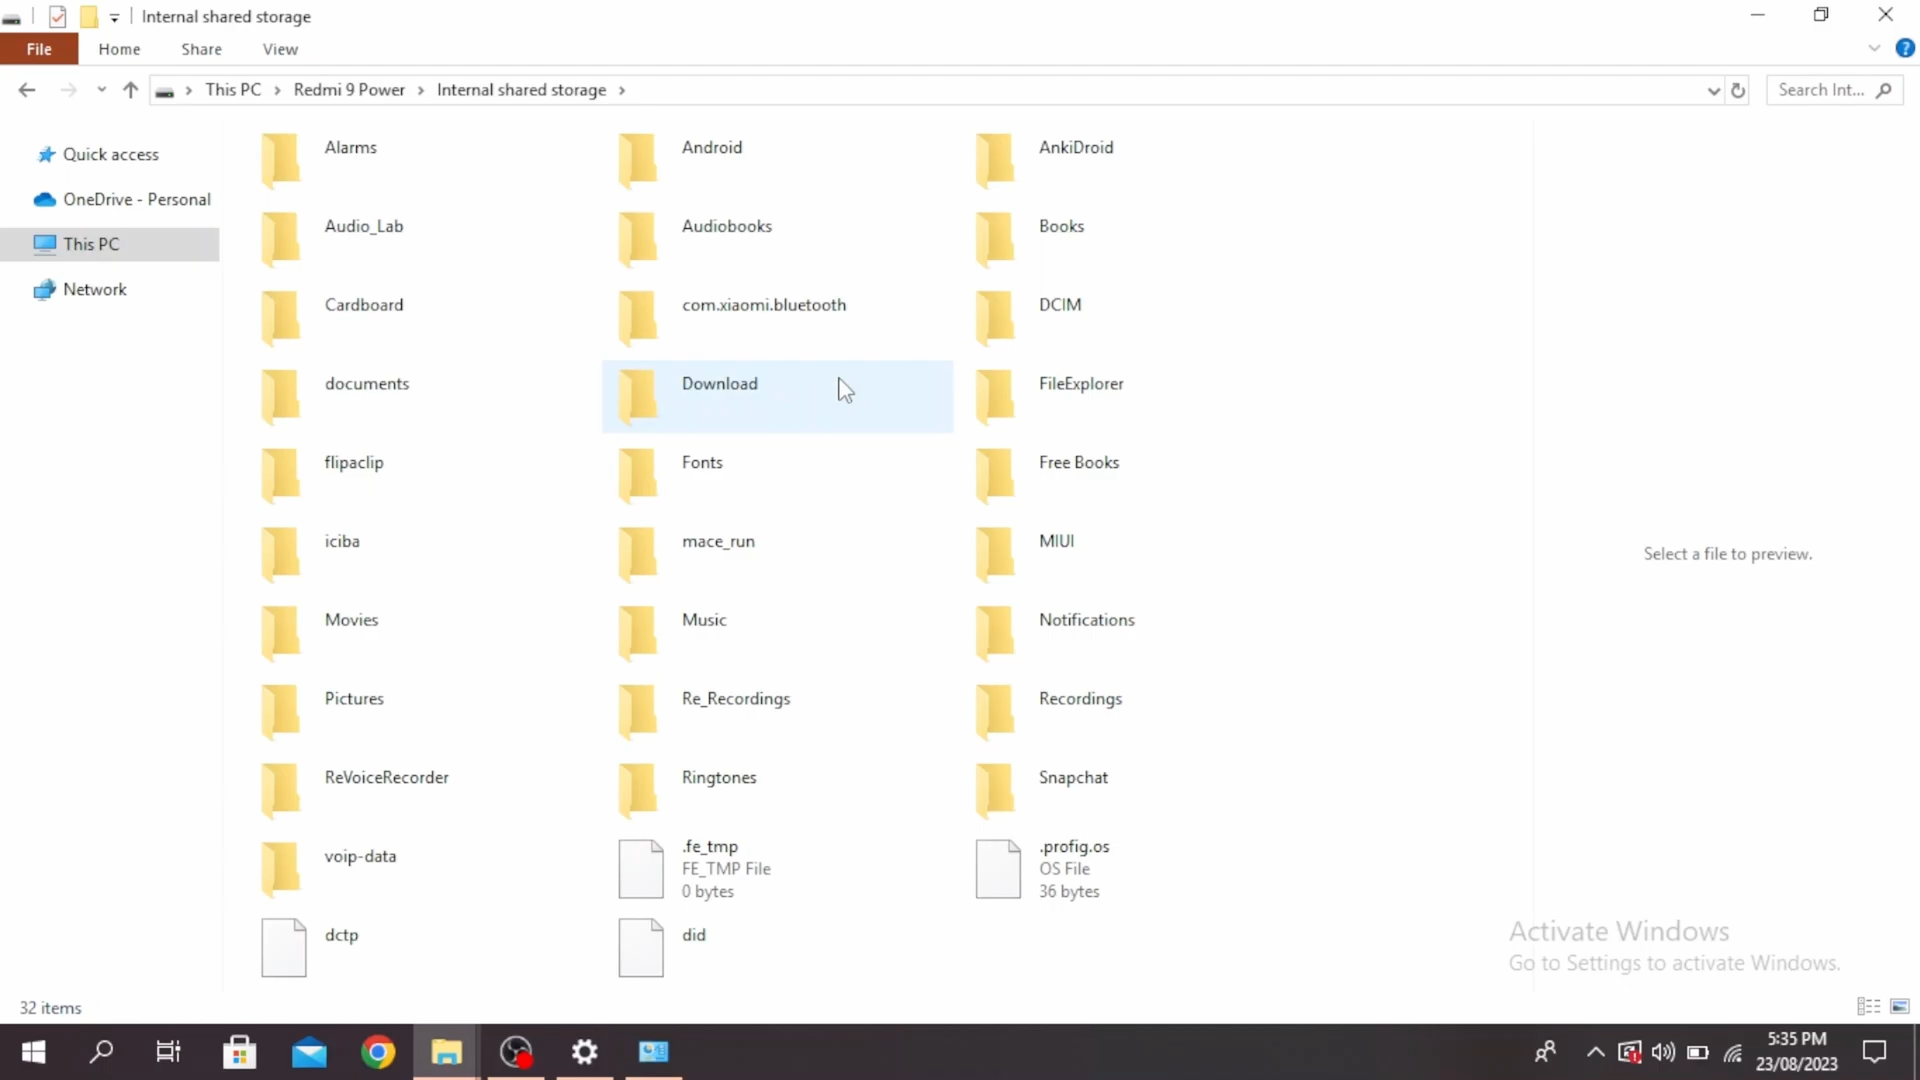 Internal shared storage
File Home Share View
This PC Redmi 9 Power Internal shared storage
Search Int...
Quick access
OneDrive - Personal
This PC
Network
Alarms Android AnkiDroid
Audio_Lab Audiobooks Books
Cardboard com.xiaomi.bluetooth DCIM
documents Download FileExplorer
flipaclip Fonts Free Books
iciba mace_run MIUI
Movies Music Notifications
Pictures Re_Recordings Recordings
ReVoiceRecorder Ringtones Snapchat
voip-data
.fe_tmp
FE_TMP File
0 bytes
.profig.os
OS File
36 bytes
dctp did
Select a file to preview.
Activate Windows
Go to Settings to activate Windows.
32 items
5:35 PM
23/08/2023